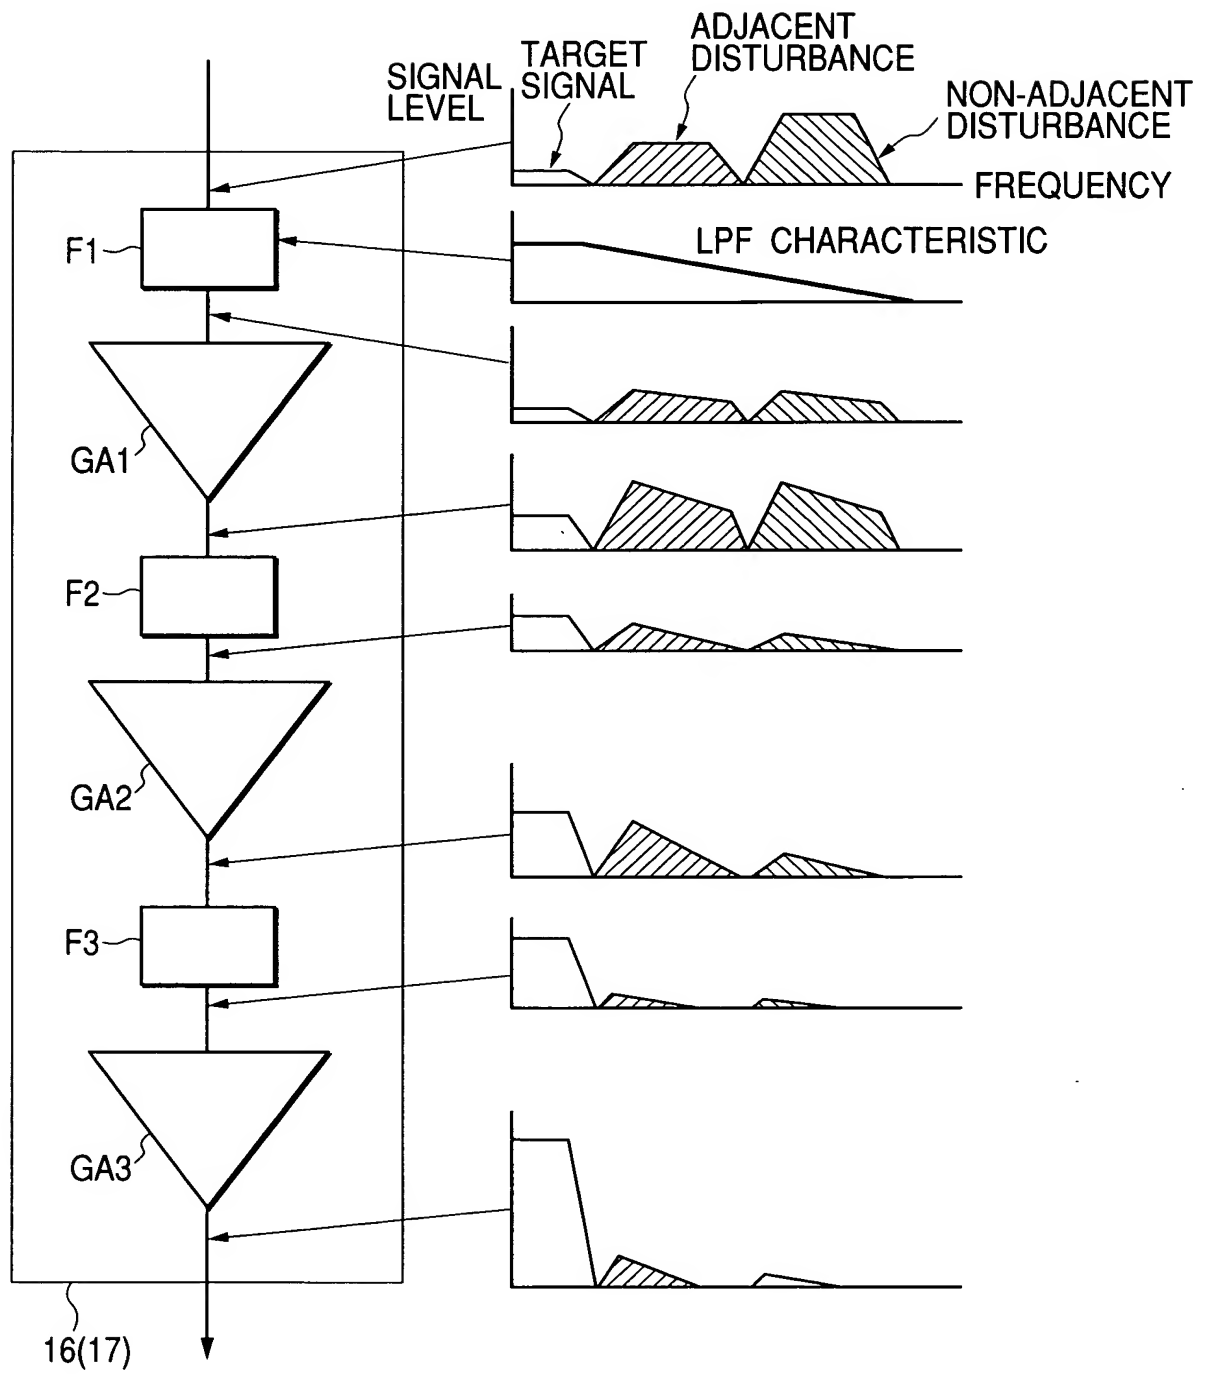 ADJACENT
DISTURBANCE
TARGET
SIGNAL
SIGNAL
LEVEL
NON-ADJACENT
DISTURBANCE
FREQUENCY
F1
LPF CHARACTERISTIC
GA1
F2
GA2
F3
GA3
16(17)